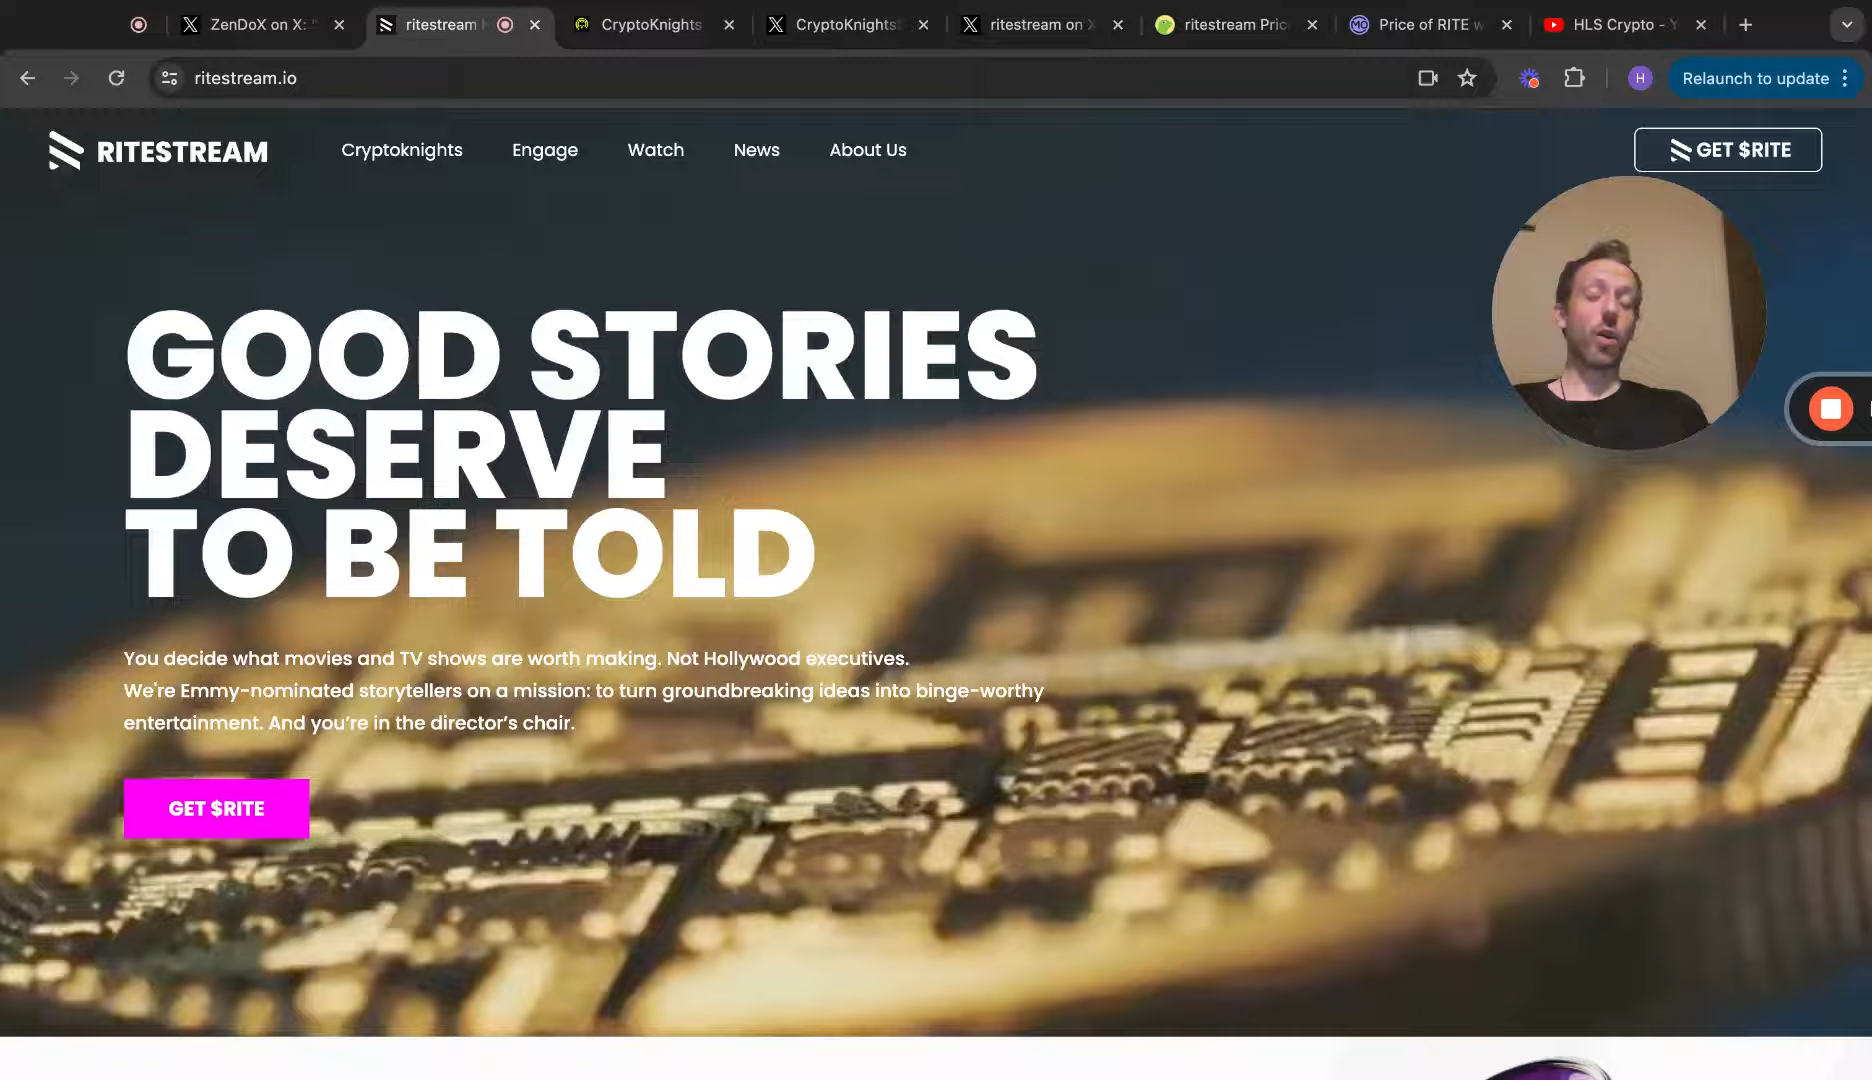 ZenDoX on X: "
ritestream
CryptoKnights
CryptoKnights
ritestream on X
ritestream Pric
Price of RITE w
HLS Crypto - Y
ritestream.io
H
Relaunch to update
RITESTREAM
Cryptoknights
Engage
Watch
News
About Us
GET $RITE
GOOD STORIES
DESERVE
TO BE TOLD
You decide what movies and TV shows are worth making. Not Hollywood executives.
We're Emmy-nominated storytellers on a mission: to turn groundbreaking ideas into binge-worthy
entertainment. And you're in the director's chair.
GET $RITE